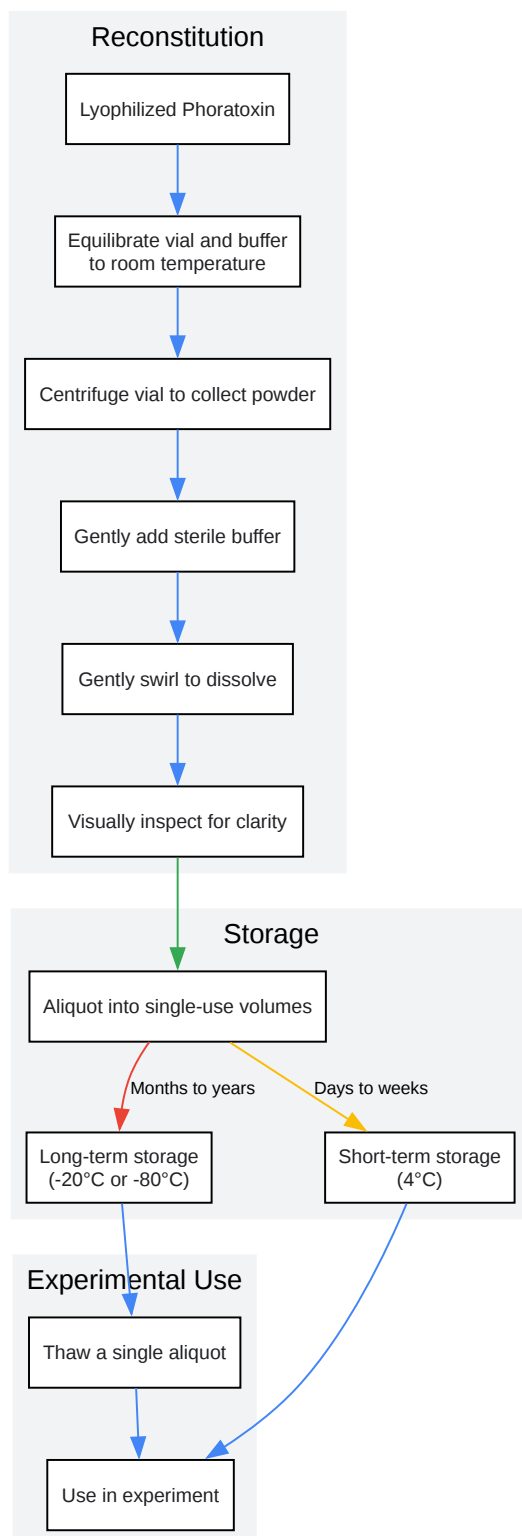 Reconstitution
Lyophilized Phoratoxin
Equilibrate vial and buffer
to room temperature
Centrifuge vial to collect powder
Gently add sterile buffer
Gently swirl to dissolve
Visually inspect for clarity
Storage
Aliquot into single-use volumes
Months to years
Days to weeks
Long-term storage
(-20°C or -80°C)
Short-term storage
(4°C)
Experimental Use
Thaw a single aliquot
Use in experiment